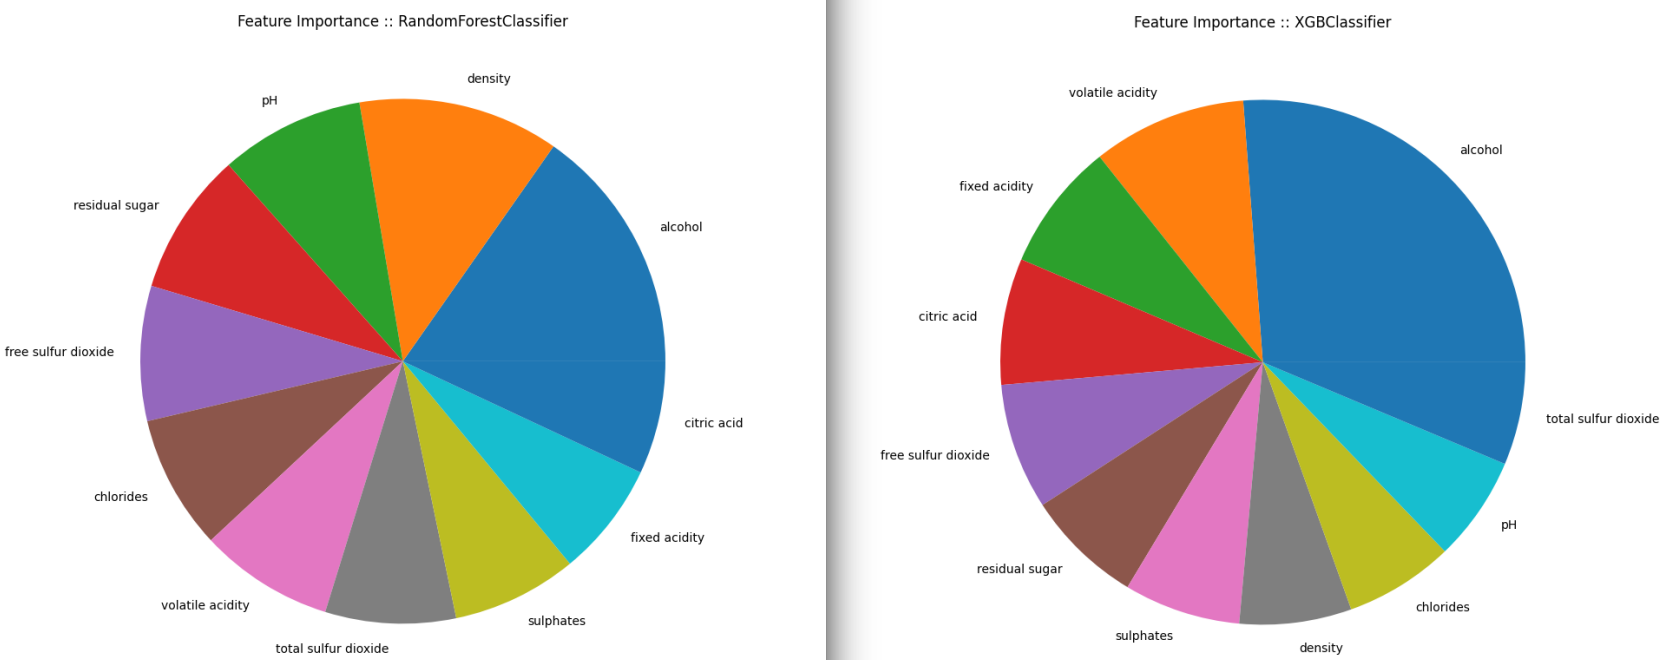 Feature Importance :: RandomForestClassifier
density
pH
alcohol
residual sugar
free sulfur dioxide
citric acid
chlorides
fixed acidity
volatile acidity
sulphates
total sulfur dioxide
Feature Importance :: XGBClassifier
volatile acidity
alcohol
fixed acidity
citric acid
total sulfur dioxide
free sulfur dioxide
pH
residual sugar
chlorides
sulphates
density